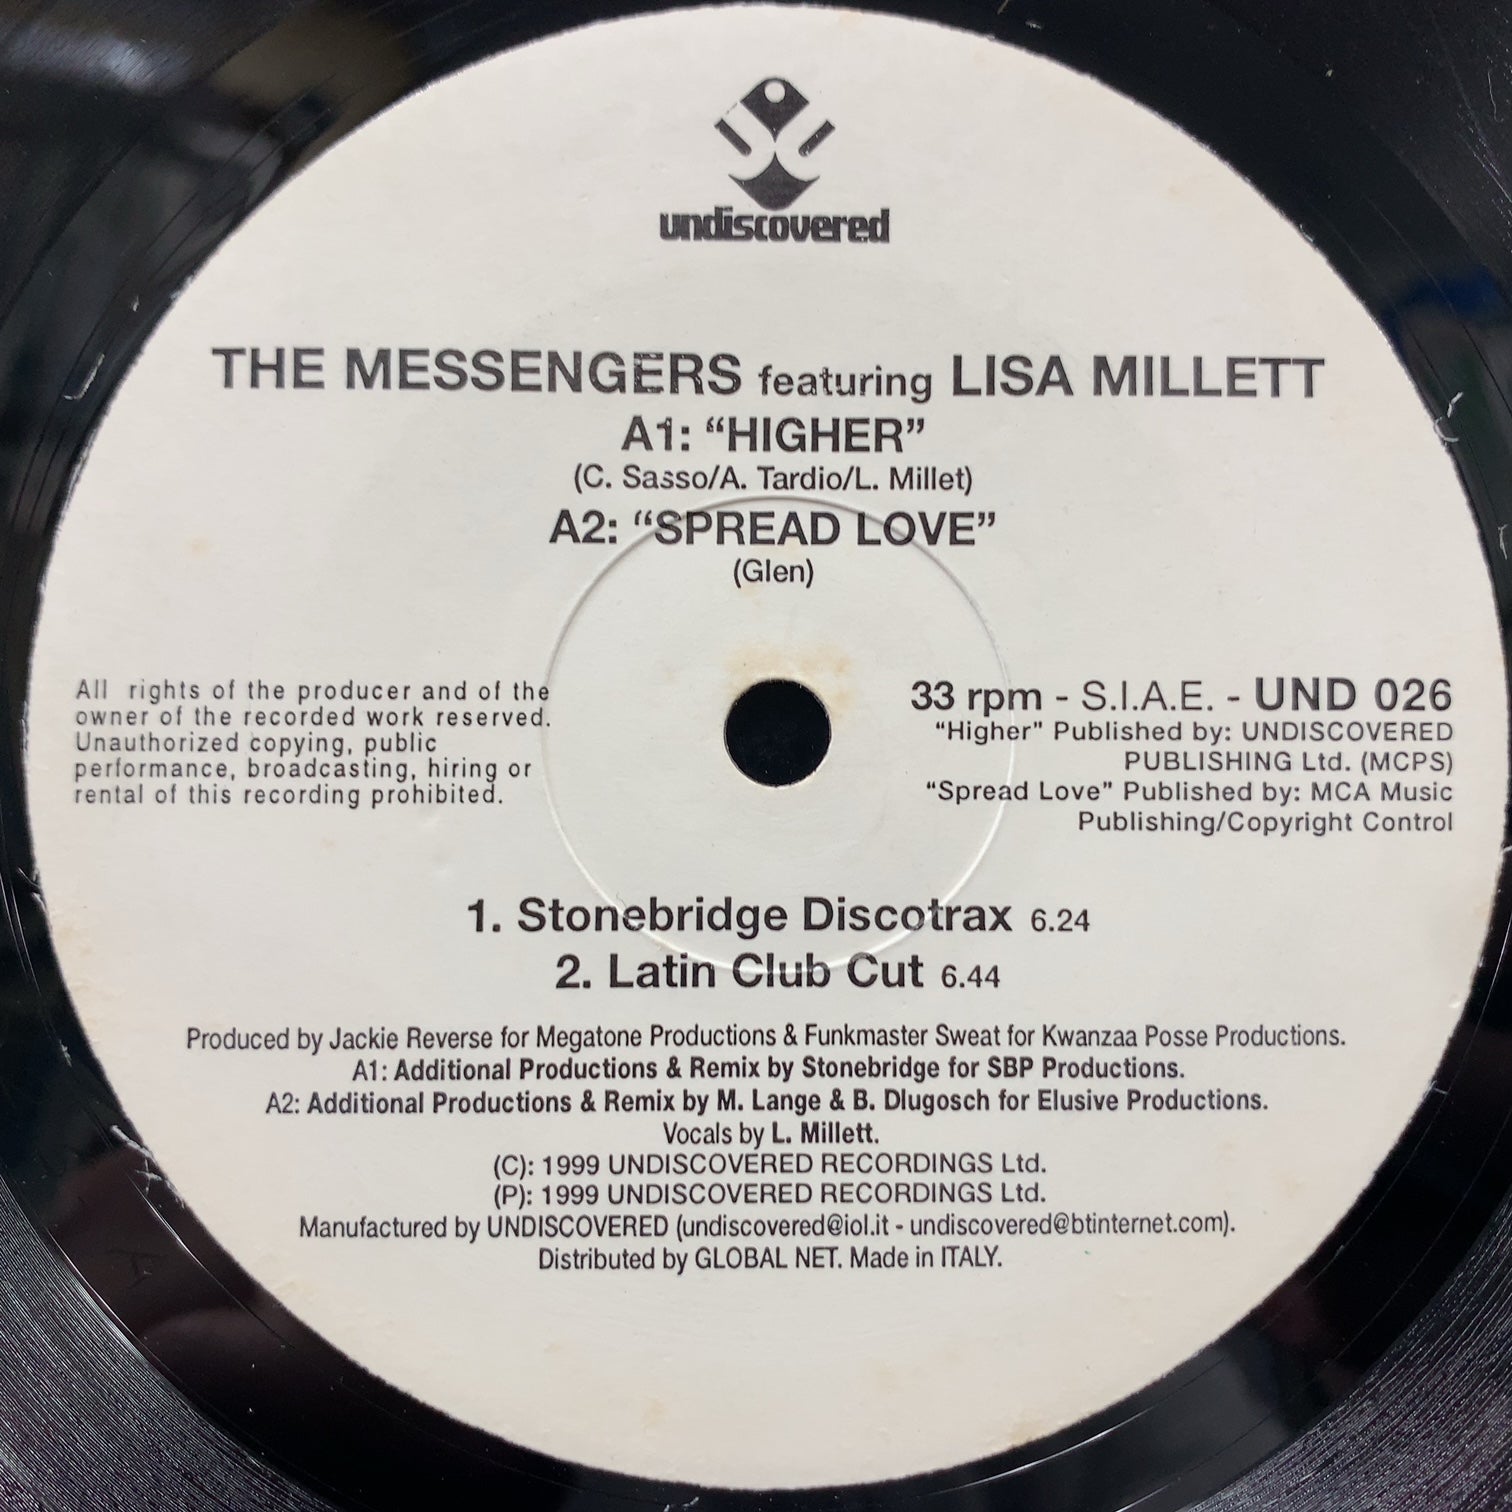 undiscovered
THE MESSENGERS featuring LISA MILLETT
A1: “HIGHER”
(C. Sasso/A. Tardio/L. Millet)
A2: “SPREAD LOVE”
(Glen)
All rights of the producer and of the
owner of the recorded work reserved.
Unauthorized copying, public
performance, broadcasting, hiring or
rental of this recording prohibited.
33 rpm - S.I.A.E. - UND 026
“Higher” Published by: UNDISCOVERED
PUBLISHING Ltd. (MCPS)
“Spread Love” Published by: MCA Music
Publishing/Copyright Control
1. Stonebridge Discotrax 6.24
2. Latin Club Cut 6.44
Produced by Jackie Reverse for Megatone Productions & Funkmaster Sweat for Kwanzaa Posse Productions.
A1: Additional Productions & Remix by Stonebridge for SBP Productions.
A2: Additional Productions & Remix by M. Lange & B. Dlugosch for Elusive Productions.
Vocals by L. Millett.
(C): 1999 UNDISCOVERED RECORDINGS Ltd.
(P): 1999 UNDISCOVERED RECORDINGS Ltd.
Manufactured by UNDISCOVERED (undiscovered@iol.it - undiscovered@btinternet.com).
Distributed by GLOBAL NET. Made in ITALY.